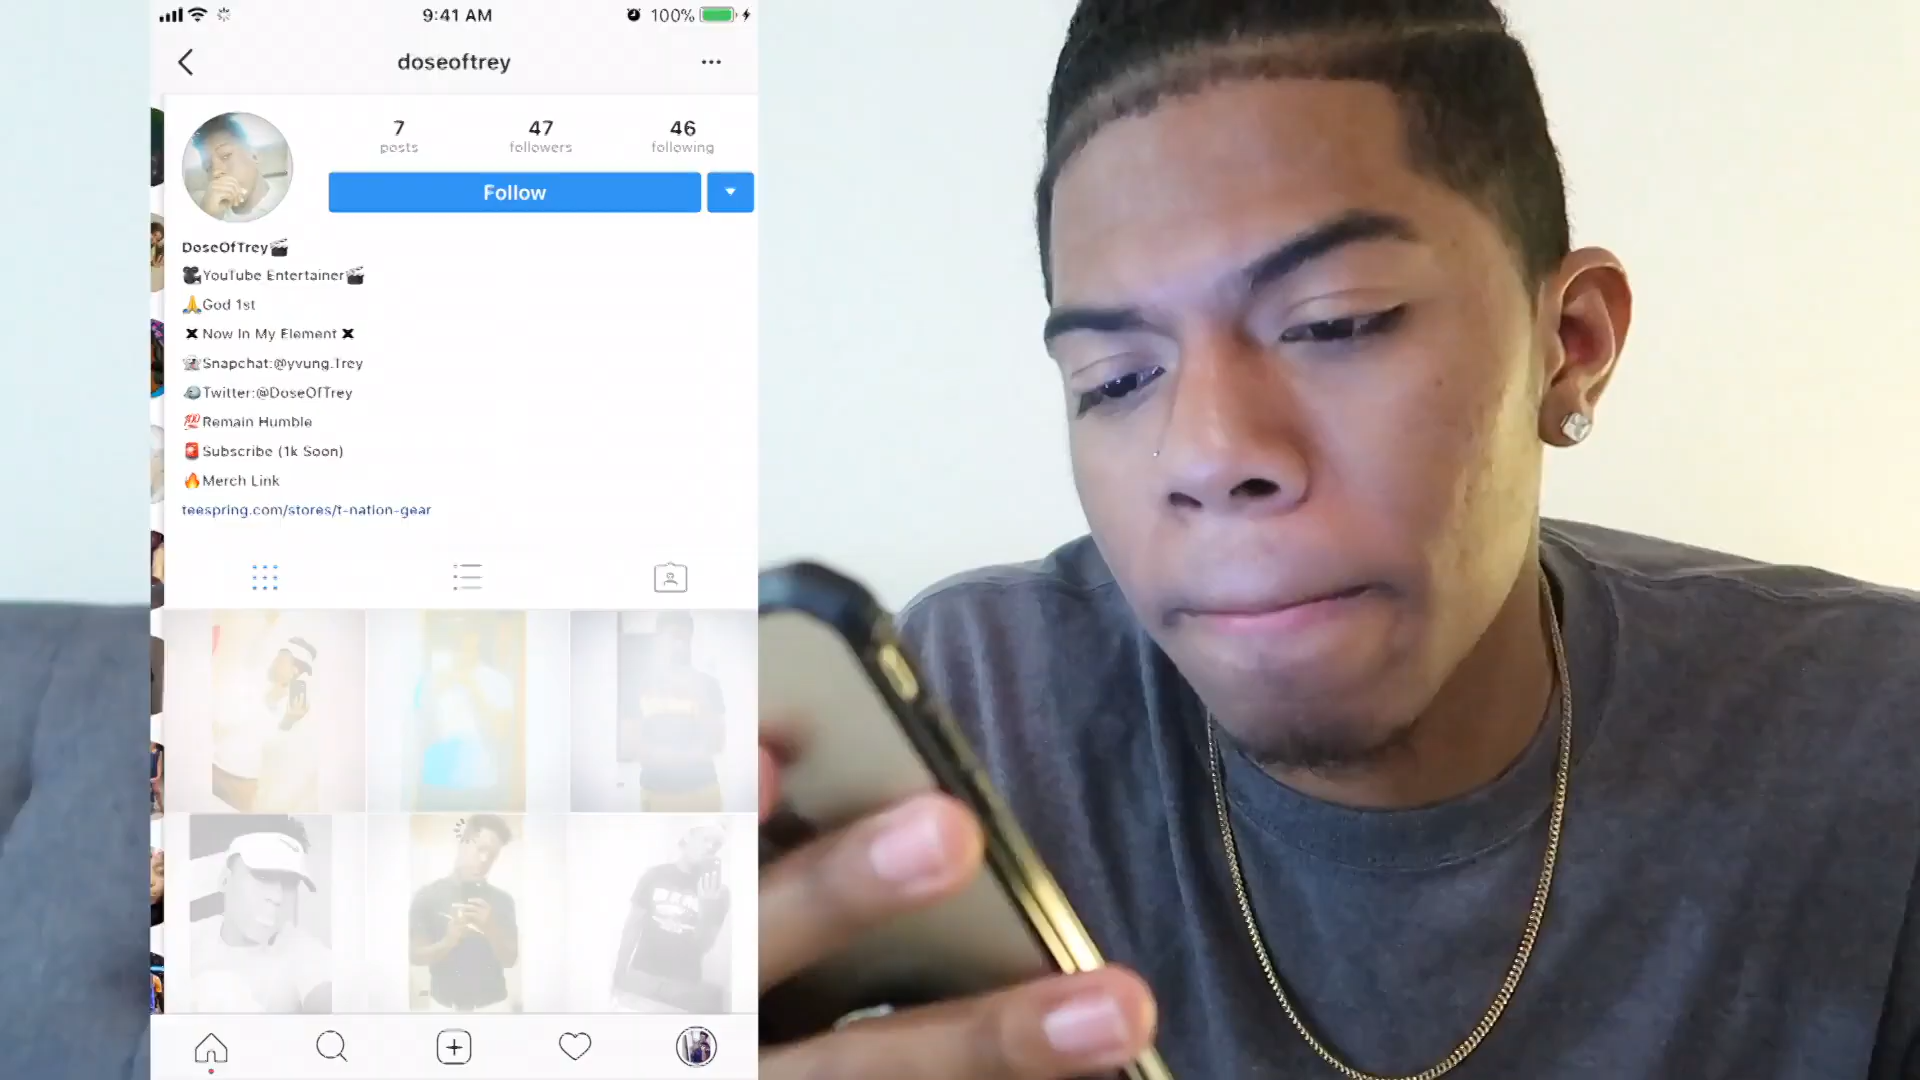 9:41 AM
100%
doseoftrey
7
47
46
posts
followers
following
Follow
DoseOfTrey🎬
🎥YouTube Entertainer🎬
🙏God 1st
✖Now In My Element✖
👻Snapchat:@yvung.Trey
Twitter:@DoseOfTrey
💯Remain Humble
🚨Subscribe (1k Soon)
🔥Merch Link
teespring.com/stores/t-nation-gear